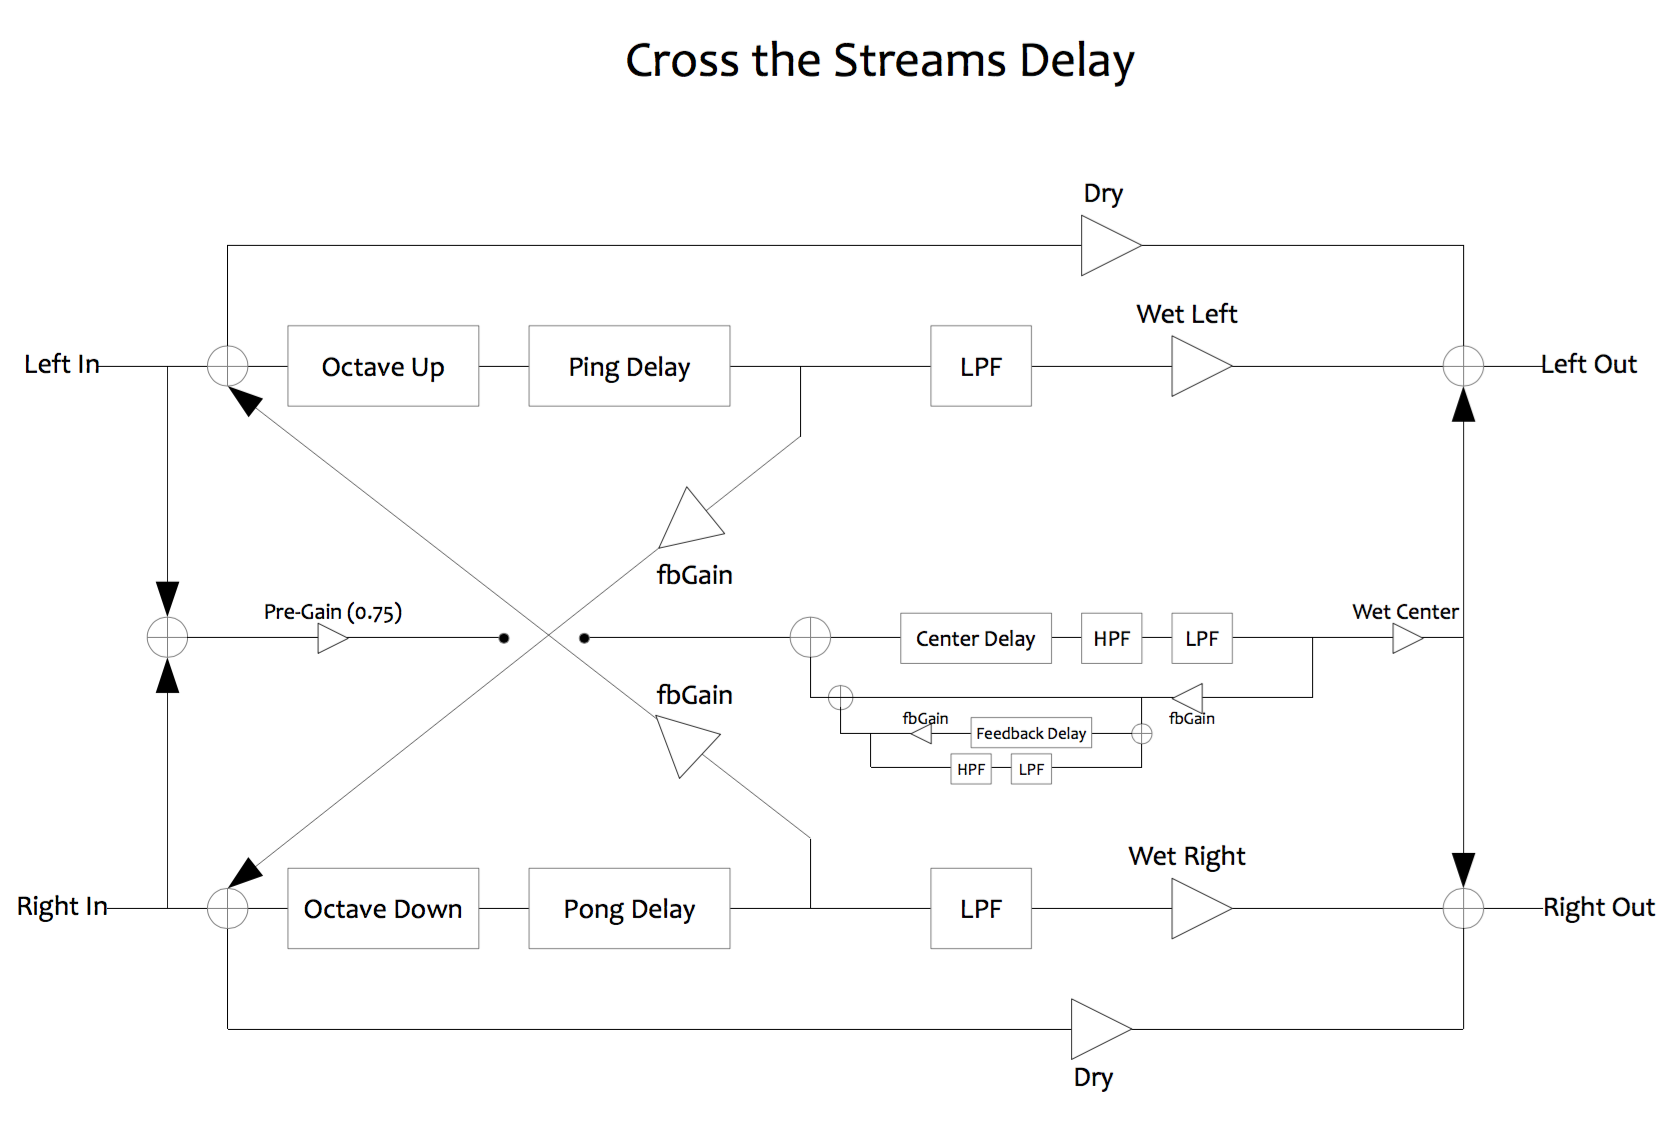 Cross the Streams Delay
Dry
Wet Left
Left In
Octave Up
Ping Delay
LPF
Left Out
fbGain
Pre-Gain (0.75)
Wet Center
Center Delay
HPF
LPF
fbGain
fbGain
Feedback Delay
fbGain
HPF
LPF
Wet Right
Right In
Octave Down
Pong Delay
LPF
Right Out
Dry